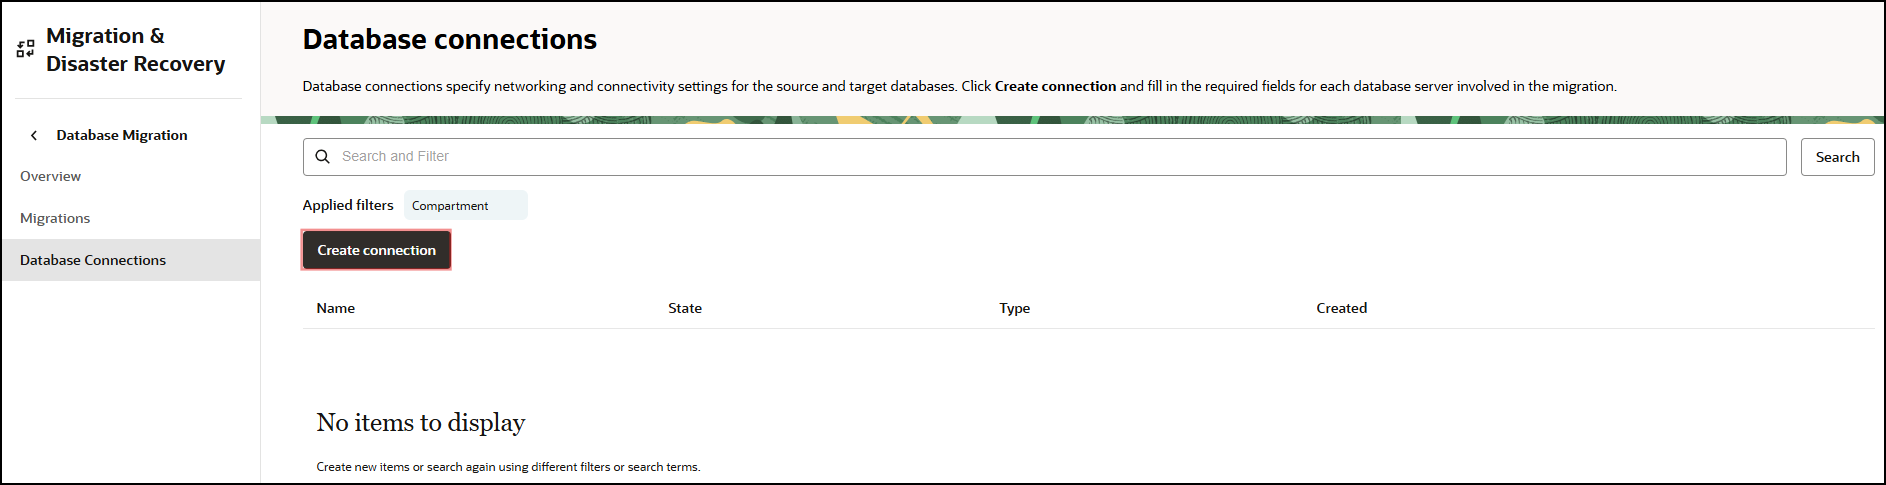 Migration &
Disaster Recovery
Database Migration
Overview
Migrations
Database Connections
Database connections
Database connections specify networking and connectivity settings for the source and target databases. Click Create connection and fill in the required fields for each database server involved in the migration.
Search and Filter
Search
Applied filters Compartment
Create connection
Name State Type Created
No items to display
Create new items or search again using different filters or search terms.